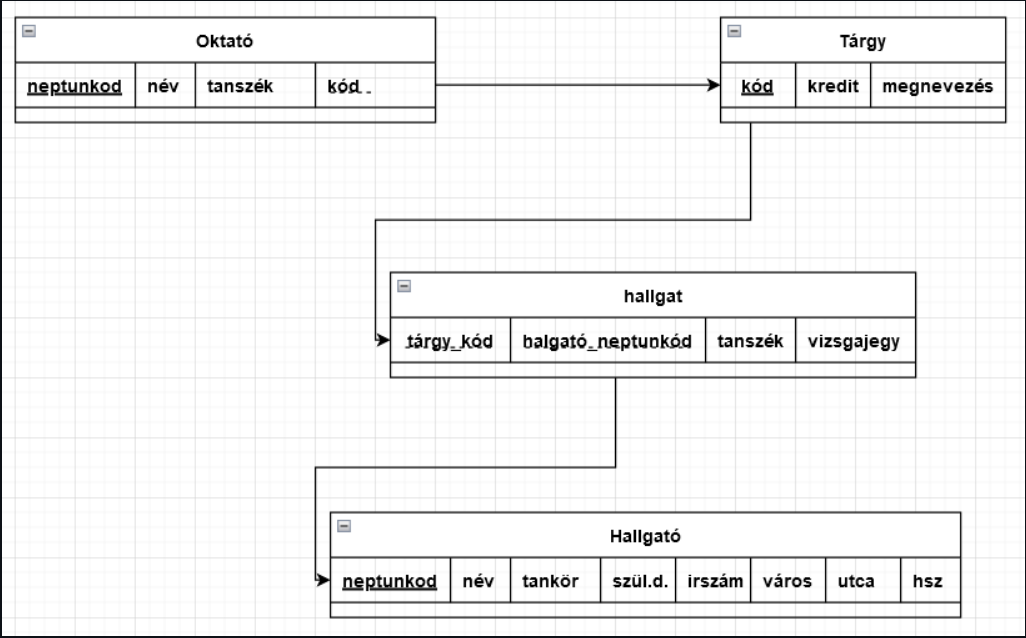 Oktató
neptunkod név tanszék kód
Tárgy
kód kredit megnevezés
hallgat
tárgy_kód halgató_neptunkód tanszék vizsgajegy
Hallgató
neptunkod név tankör szül.d. irszám város utca hsz